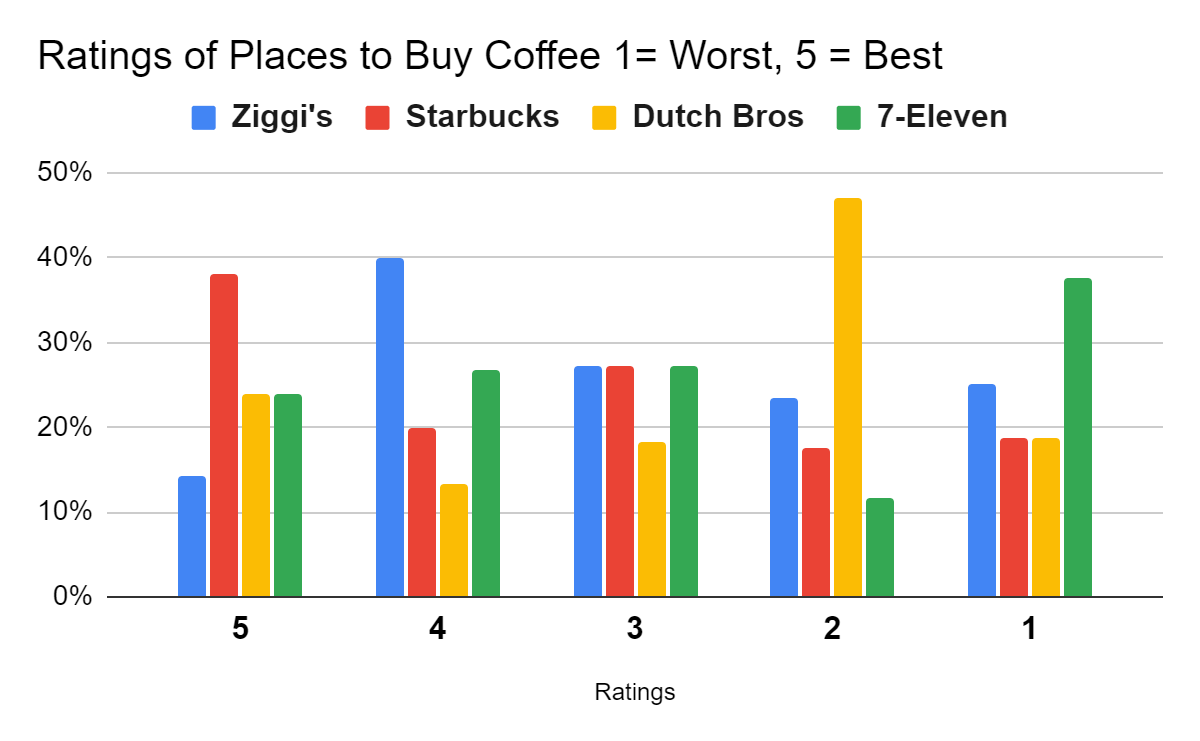 Ratings of Places to Buy Coffee 1= Worst, 5 = Best
Ziggi's Starbucks Dutch Bros 7-Eleven
50%
40%
30%
20%
10%
0%
5 4 3 2 1
Ratings